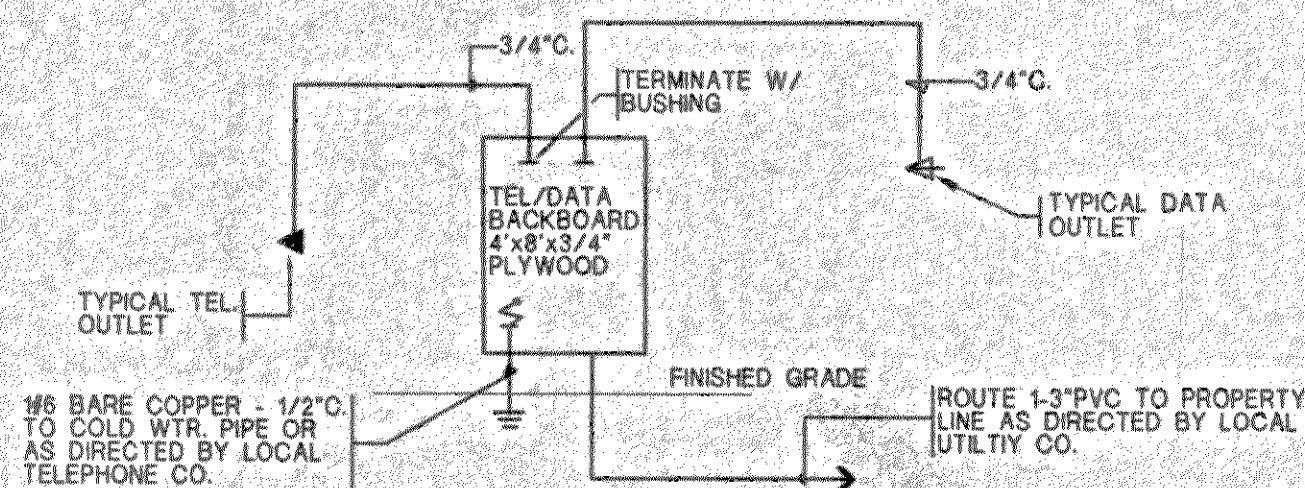 3/4"C.
TERMINATE W/
BUSHING
3/4"C.
TEL/DATA
BACKBOARD
4'x8'x3/4"
PLYWOOD
TYPICAL DATA
OUTLET
TYPICAL TEL.
OUTLET
FINISHED GRADE
1#6 BARE COPPER - 1/2"C.
TO COLD WTR. PIPE OR
AS DIRECTED BY LOCAL
TELEPHONE CO.
ROUTE 1-3"PVC TO PROPERTY
LINE AS DIRECTED BY LOCAL
UTILTIY CO.